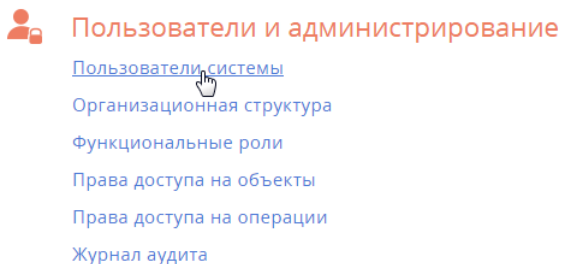 Пользователи и администрирование
Пользователи системы
Организационная структура
Функциональные роли
Права доступа на объекты
Права доступа на операции
Журнал аудита